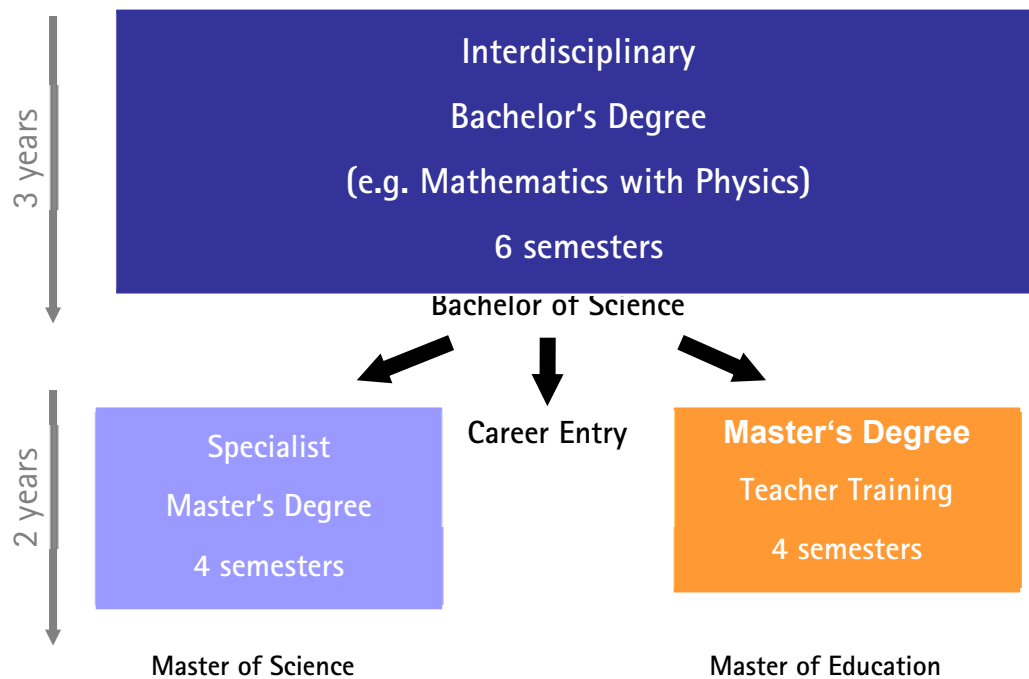 3 years
Interdisciplinary
Bachelor‘s Degree
(e.g. Mathematics with Physics)
6 semesters
Bachelor of Science
2 years
Specialist
Master‘s Degree
4 semesters
Career Entry
Master‘s Degree
Teacher Training
4 semesters
Master of Science
Master of Education